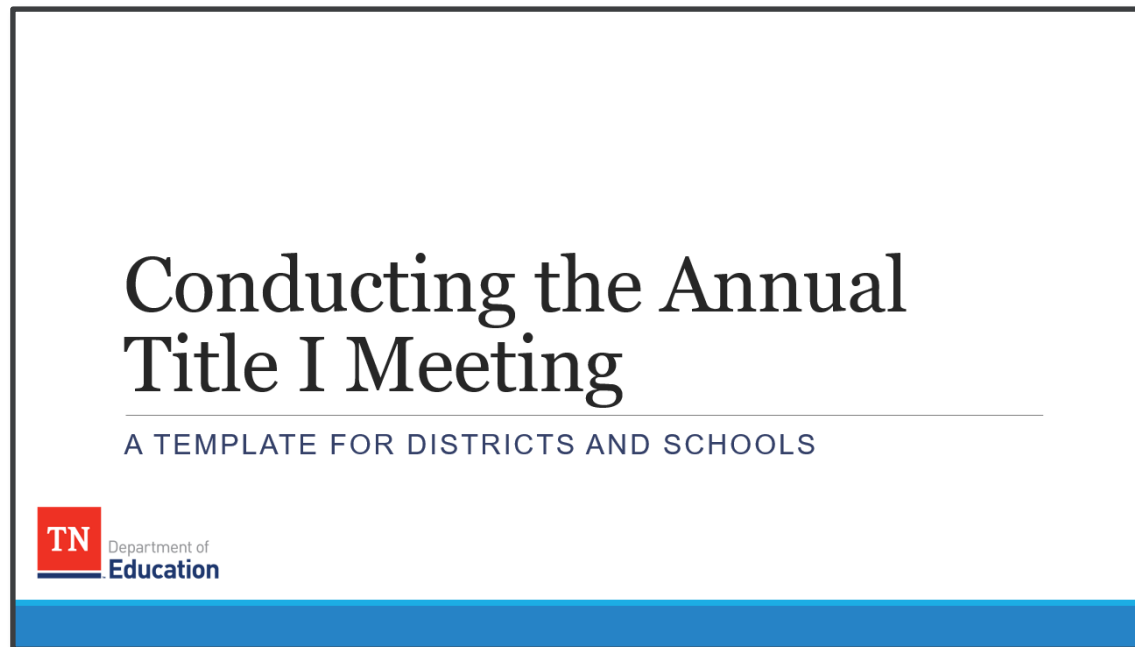 Conducting the Annual
Title I Meeting
A TEMPLATE FOR DISTRICTS AND SCHOOLS
TN
Department of
Education